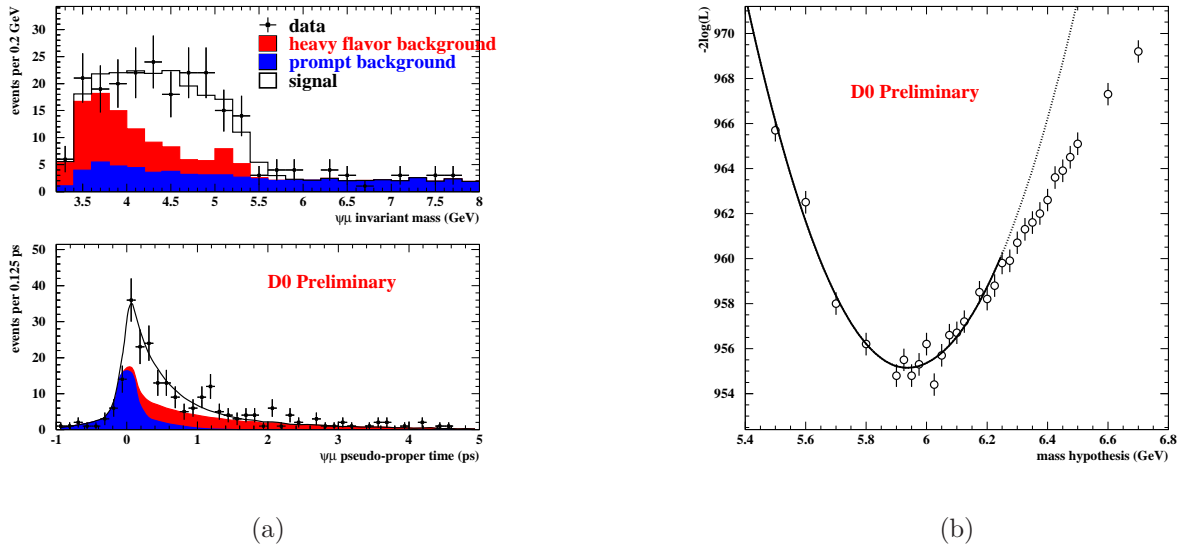 events per 0.2 GeV
30
25
20
15
10
5
0
data
heavy flavor background
prompt background
signal
3.5 4 4.5 5 5.5 6 6.5 7 7.5 8
ψμ invariant mass (GeV)
events per 0.125 ps
50
40
30
20
10
0
D0 Preliminary
-1 0 1 2 3 4 5
ψμ pseudo-proper time (ps)
(a)
-2log(L)
970
968
966
964
962
960
958
956
954
D0 Preliminary
5.4 5.6 5.8 6 6.2 6.4 6.6 6.8
mass hypothesis (GeV)
(b)